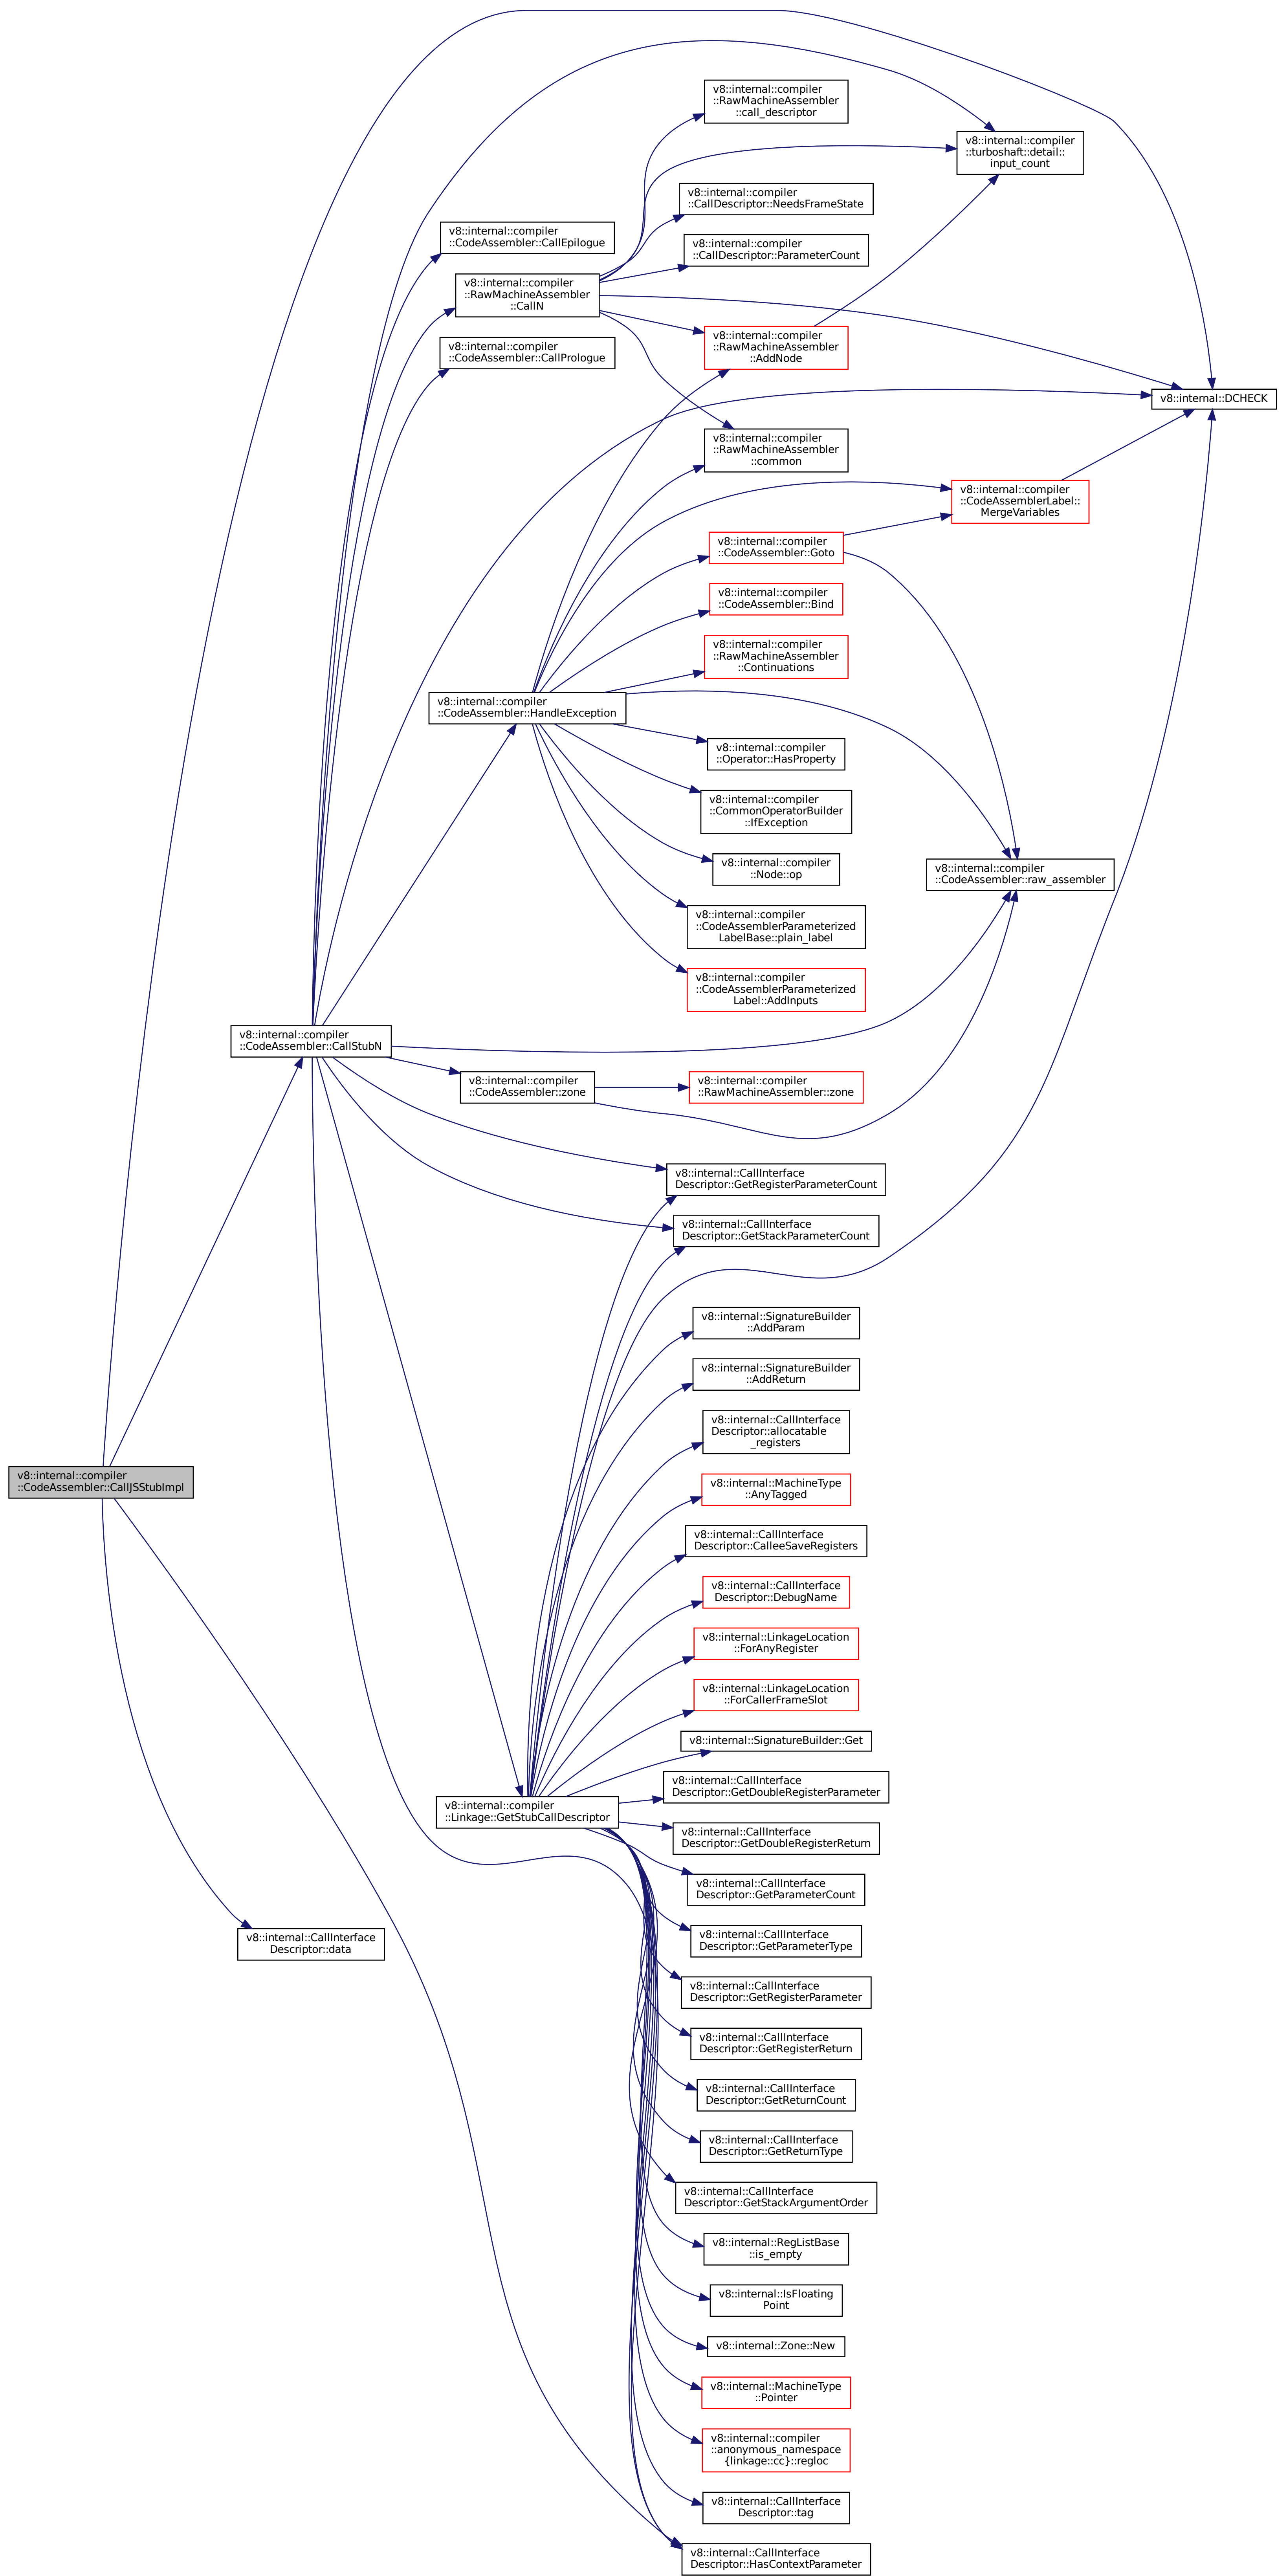 v8::internal::compiler
::RawMachineAssembler
::call_descriptor
v8::internal::compiler
::turboshaft::detail::
input_count
v8::internal::compiler
::CallDescriptor::NeedsFrameState
v8::internal::compiler
::CodeAssembler::CallEpilogue
v8::internal::compiler
::CallDescriptor::ParameterCount
v8::internal::compiler
::RawMachineAssembler
::CallN
v8::internal::compiler
::RawMachineAssembler
::AddNode
v8::internal::compiler
::CodeAssembler::CallPrologue
v8::internal::DCHECK
v8::internal::compiler
::RawMachineAssembler
::common
v8::internal::compiler
::CodeAssemblerLabel::
MergeVariables
v8::internal::compiler
::CodeAssembler::Goto
v8::internal::compiler
::CodeAssembler::Bind
v8::internal::compiler
::RawMachineAssembler
::Continuations
v8::internal::compiler
::CodeAssembler::HandleException
v8::internal::compiler
::Operator::HasProperty
v8::internal::compiler
::CommonOperatorBuilder
::IfException
v8::internal::compiler
::Node::op
v8::internal::compiler
::CodeAssembler::raw_assembler
v8::internal::compiler
::CodeAssemblerParameterized
LabelBase::plain_label
v8::internal::compiler
::CodeAssemblerParameterized
Label::AddInputs
v8::internal::compiler
::CodeAssembler::CallStubN
v8::internal::compiler
::CodeAssembler::zone
v8::internal::compiler
::RawMachineAssembler::zone
v8::internal::CallInterface
Descriptor::GetRegisterParameterCount
v8::internal::CallInterface
Descriptor::GetStackParameterCount
v8::internal::SignatureBuilder
::AddParam
v8::internal::SignatureBuilder
::AddReturn
v8::internal::CallInterface
Descriptor::allocatable
_registers
v8::internal::compiler
::CodeAssembler::CallJSStubImpl
v8::internal::MachineType
::AnyTagged
v8::internal::CallInterface
Descriptor::CalleeSaveRegisters
v8::internal::CallInterface
Descriptor::DebugName
v8::internal::LinkageLocation
::ForAnyRegister
v8::internal::LinkageLocation
::ForCallerFrameSlot
v8::internal::SignatureBuilder::Get
v8::internal::CallInterface
Descriptor::GetDoubleRegisterParameter
v8::internal::compiler
::Linkage::GetStubCallDescriptor
v8::internal::CallInterface
Descriptor::GetDoubleRegisterReturn
v8::internal::CallInterface
Descriptor::GetParameterCount
v8::internal::CallInterface
Descriptor::data
v8::internal::CallInterface
Descriptor::GetParameterType
v8::internal::CallInterface
Descriptor::GetRegisterParameter
v8::internal::CallInterface
Descriptor::GetRegisterReturn
v8::internal::CallInterface
Descriptor::GetReturnCount
v8::internal::CallInterface
Descriptor::GetReturnType
v8::internal::CallInterface
Descriptor::GetStackArgumentOrder
v8::internal::RegListBase
::is_empty
v8::internal::IsFloating
Point
v8::internal::Zone::New
v8::internal::MachineType
::Pointer
v8::internal::compiler
::anonymous_namespace
{linkage::cc}::regloc
v8::internal::CallInterface
Descriptor::tag
v8::internal::CallInterface
Descriptor::HasContextParameter